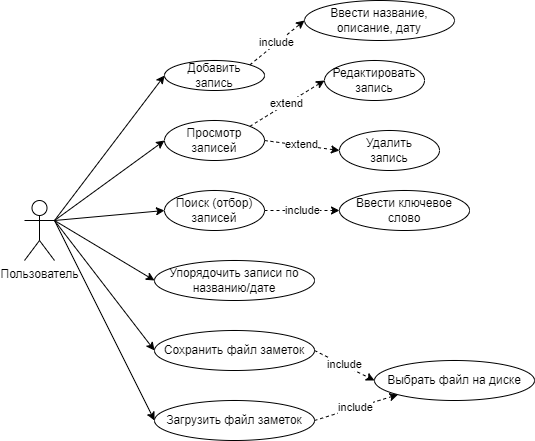 Ввести название,
описание, дату
include
Добавить
запись
Редактировать
запись
extend
Просмотр
записей
extend
Удалить
запись
Поиск (отбор)
записей
include
Ввести ключевое
слово
Пользователь
Упорядочить записи по
названию/дате
Сохранить файл заметок
include
Выбрать файл на диске
include
Загрузить файл заметок